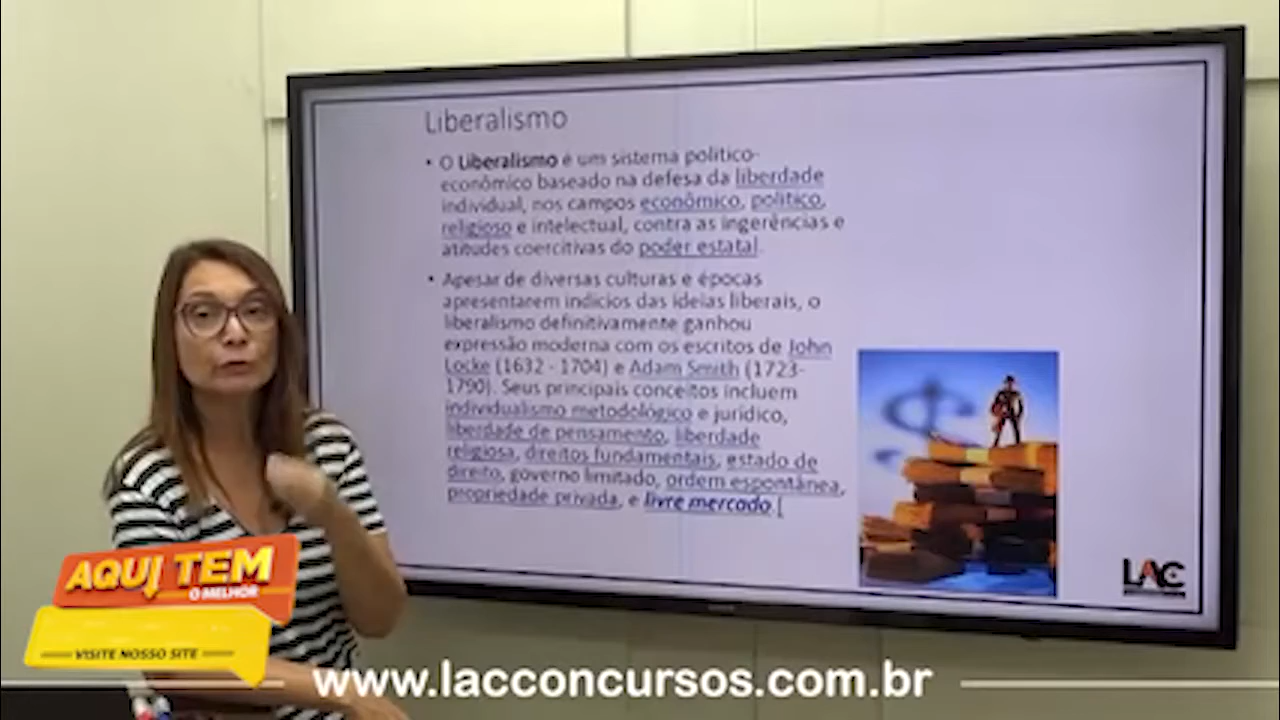 Liberalismo
• O Liberalismo é um sistema político-
econômico baseado na defesa da liberdade
individual, nos campos econômico, político,
religioso e intelectual, contra as ingerências e
atitudes coercitivas do poder estatal.
• Apesar de diversas culturas e épocas
apresentarem indícios das ideias liberais, o
liberalismo definitivamente ganhou
expressão moderna com os escritos de John
Locke (1632 - 1704) e Adam Smith (1723-
1790). Seus principais conceitos incluem
individualismo metodológico e jurídico,
liberdade de pensamento, liberdade
religiosa, direitos fundamentais, estado de
direito, governo limitado, ordem espontânea,
propriedade privada, e livre mercado.[
LAC
AQUI TEM
O MELHOR
VISITE NOSSO SITE
www.lacconcursos.com.br